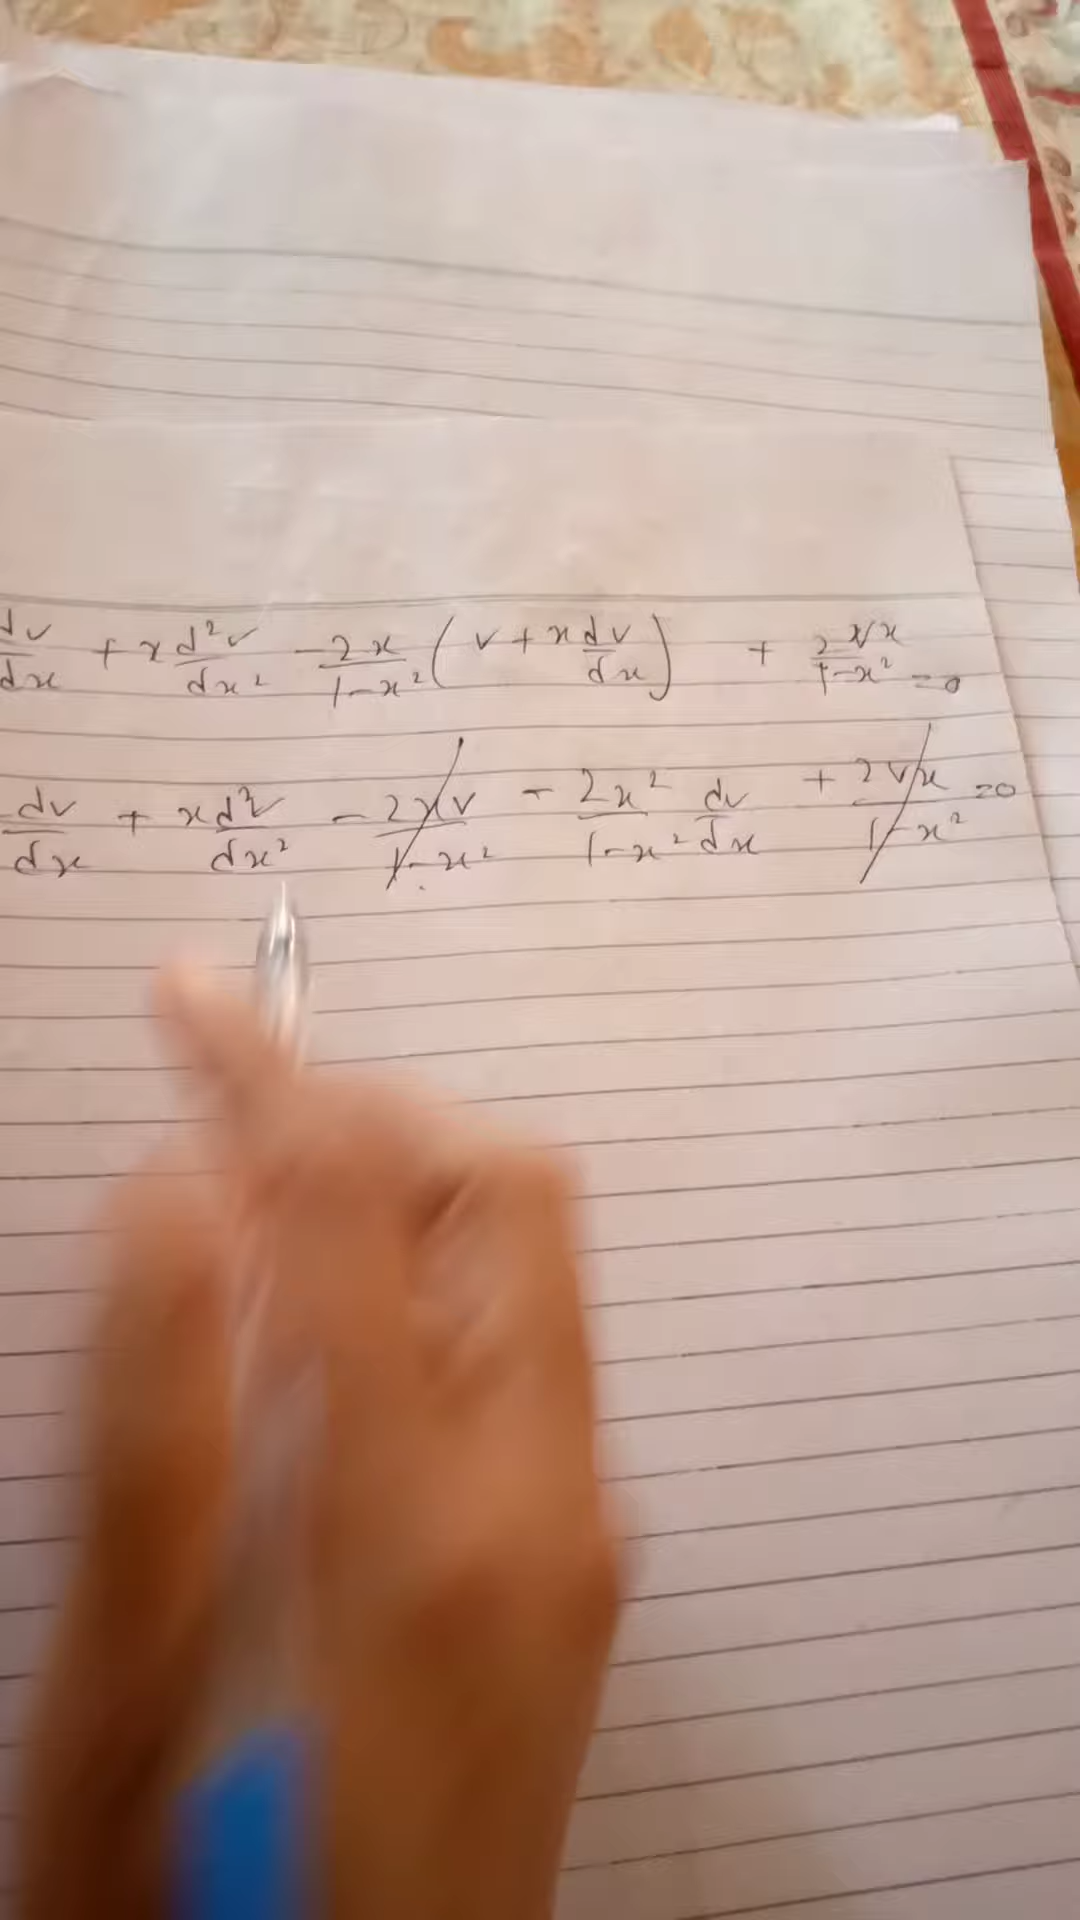 dv/dx + x d²v/dx² - 2x/1-x² ( v + x dv/dx ) + 2vx/1-x² = 0
dv/dx + x d²v/dx² - 2xv/1-x² - 2x²/1-x² dv/dx + 2vx/1-x² = 0